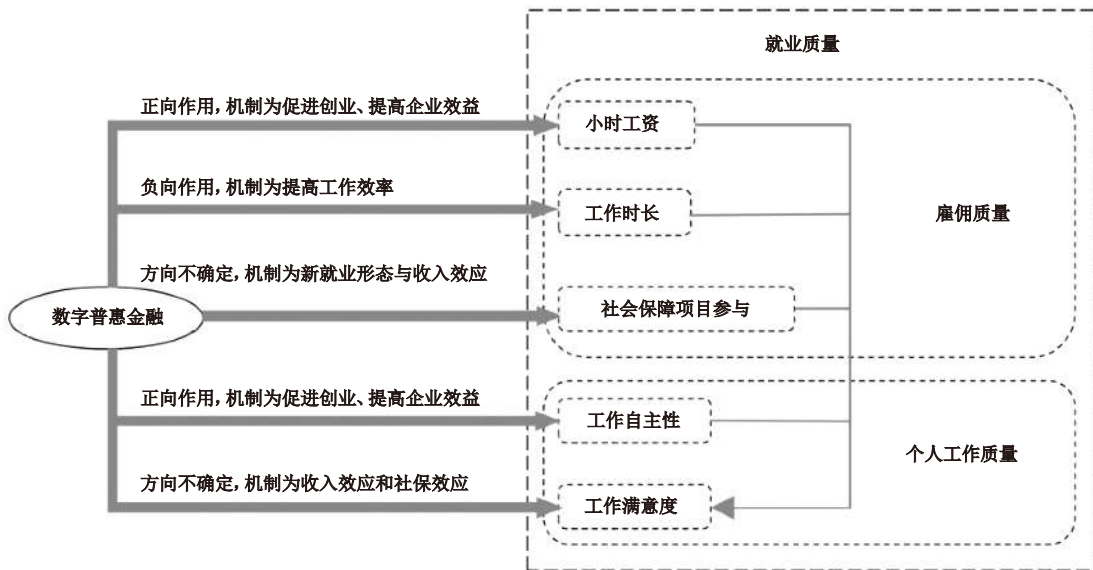 就业质量
正向作用,机制为促进创业、提高企业效益
小时工资
负向作用,机制为提高工作效率
工作时长
雇佣质量
方向不确定,机制为新就业形态与收入效应
数字普惠金融
社会保障项目参与
正向作用,机制为促进创业、提高企业效益
工作自主性
个人工作质量
方向不确定,机制为收入效应和社保效应
工作满意度